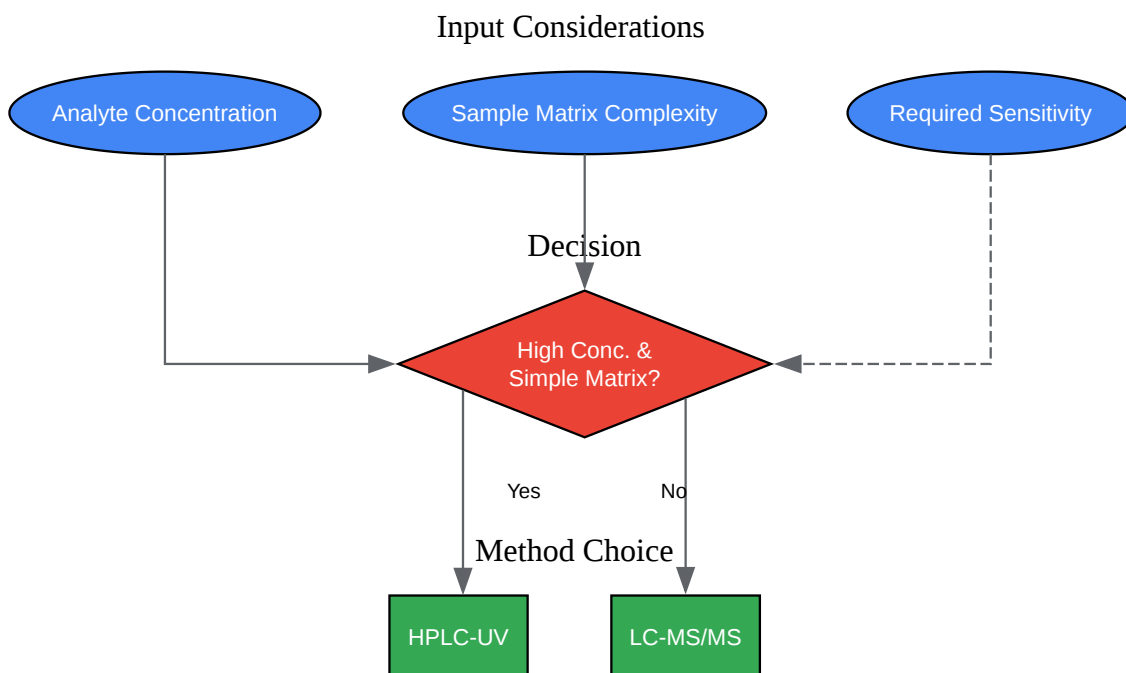 Input Considerations
Analyte Concentration
Sample Matrix Complexity
Required Sensitivity
Decision
High Conc. &
Simple Matrix?
Yes
No
Method Choice
HPLC-UV
LC-MS/MS